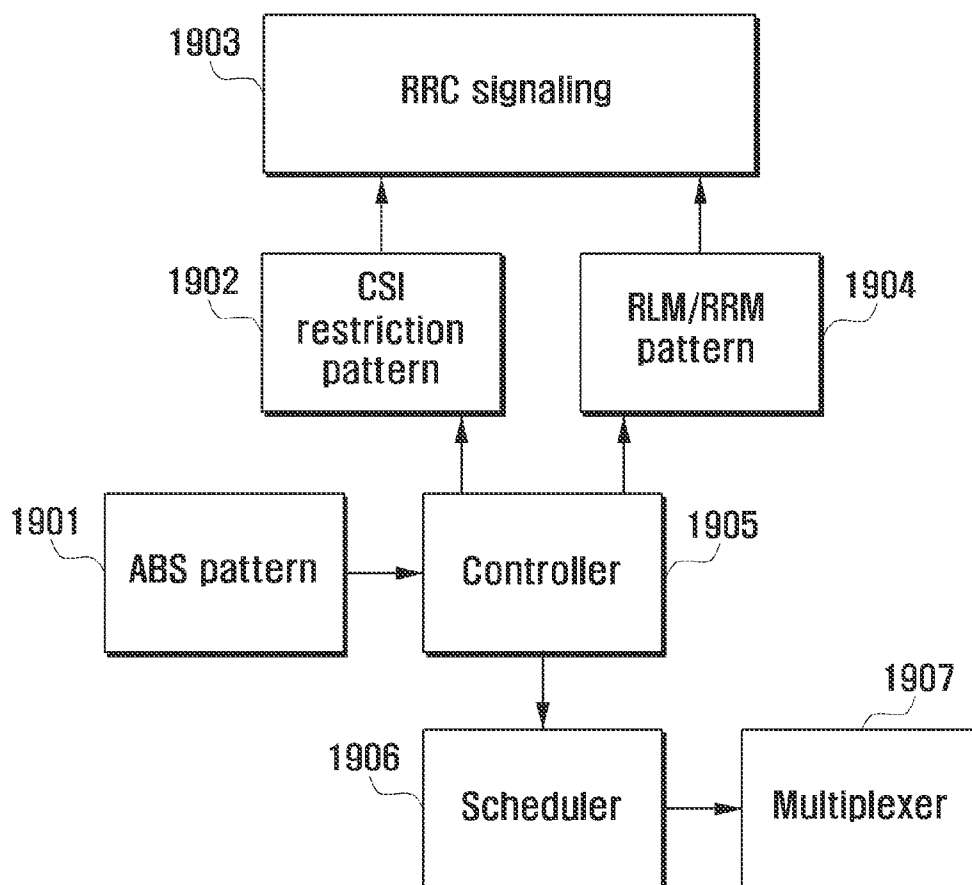 1903
RRC signaling
1902
CSI
restriction
pattern
RLM/RRM
pattern
1904
1901
ABS pattern
Controller
1905
1906
Scheduler
1907
Multiplexer